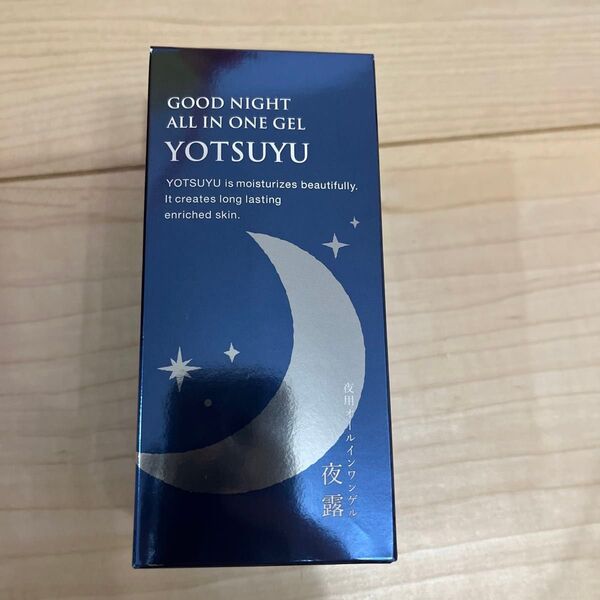 GOOD NIGHT
ALL IN ONE GEL
YOTSUYU
YOTSUYU is moisturizes beautifully.
It creates long lasting
enriched skin.
夜用オールインワンゲル
夜露